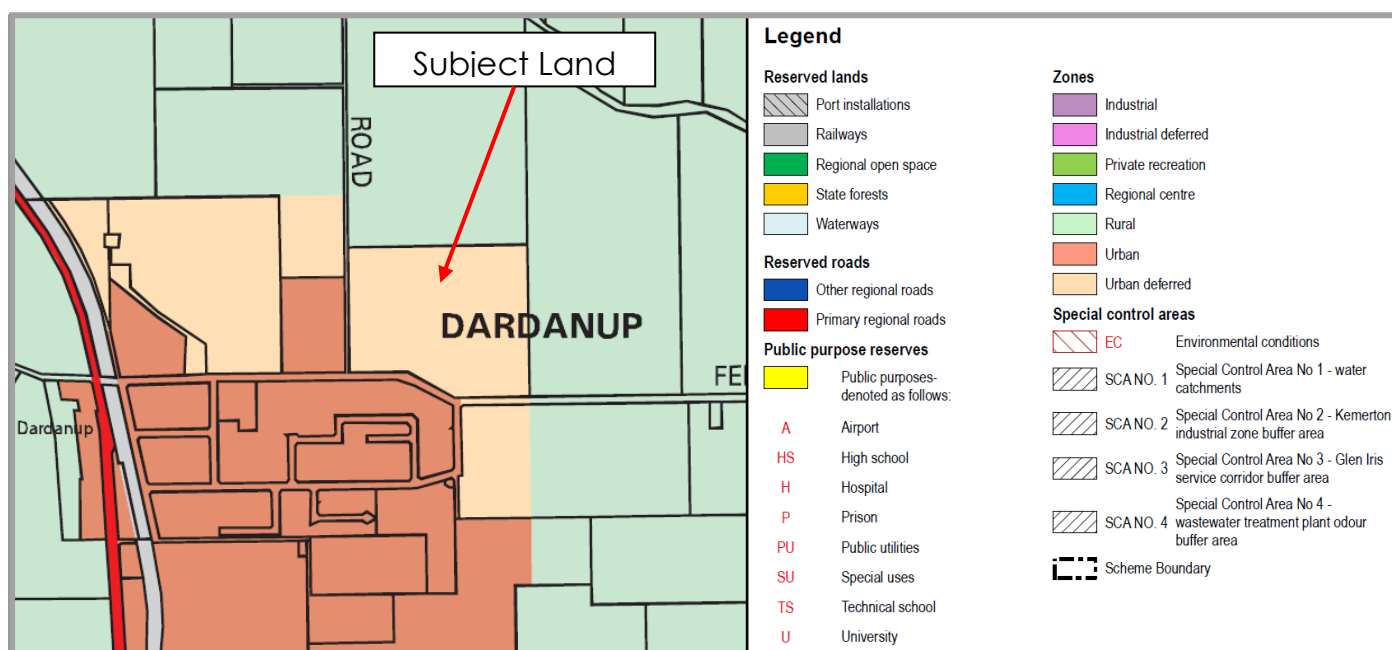 Subject Land
ROAD
DARDANUP
FE
Dardanup
Legend
Reserved lands
Port installations
Railways
Regional open space
State forests
Waterways
Reserved roads
Other regional roads
Primary regional roads
Public purpose reserves
Public purposes-
denoted as follows:
A Airport
HS High school
H Hospital
P Prison
PU Public utilities
SU Special uses
TS Technical school
U University
Zones
Industrial
Industrial deferred
Private recreation
Regional centre
Rural
Urban
Urban deferred
Special control areas
EC Environmental conditions
SCA NO. 1 Special Control Area No 1 - water
catchments
SCA NO. 2 Special Control Area No 2 - Kemerton
industrial zone buffer area
SCA NO. 3 Special Control Area No 3 - Glen Iris
service corridor buffer area
SCA NO. 4 Special Control Area No 4 -
wastewater treatment plant odour
buffer area
Scheme Boundary